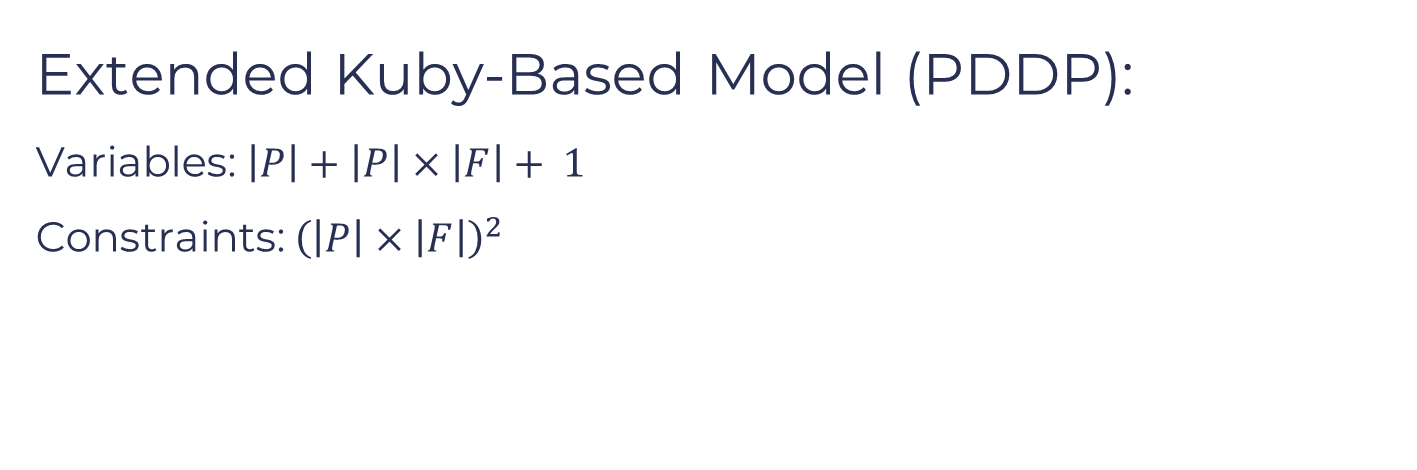 Extended Kuby-Based Model (PDDP):
Variables: |P| + |P| × |F| + 1
Constraints: (|P| × |F|)²